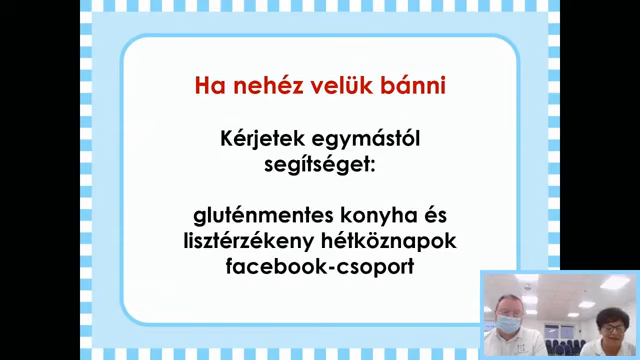 Ha nehéz velük bánni
Kérjetek egymástól
segítséget:
gluténmentes konyha és
lisztérzékeny hétköznapok
facebook-csoport